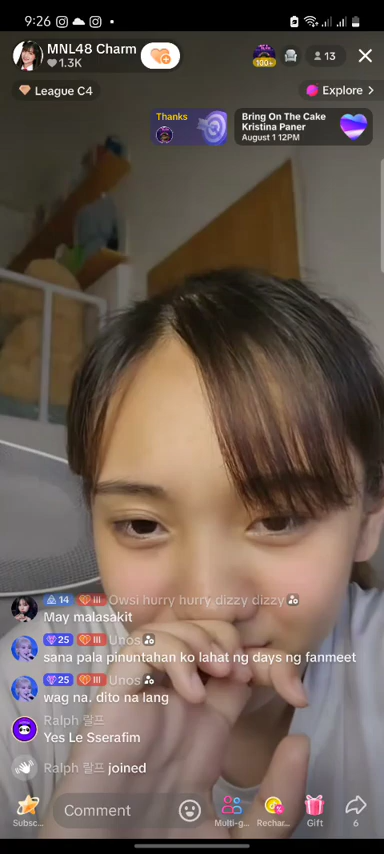 9:26
MNL48 Charm
1.3K
100+
13
League C4
Explore >
Thanks
Bring On The Cake
Kristina Paner
August 1 12PM
14 III Owsi hurry hurry dizzy dizzy
May malasakit
25 III Unos
sana pala pinuntahan ko lahat ng days ng fanmeet
25 III Unos
wag na. dito na lang
Ralph 랄프
Yes Le Sserafim
Ralph 랄프 joined
Subsc...
Comment
Multi-g...
Rechar...
Gift
6